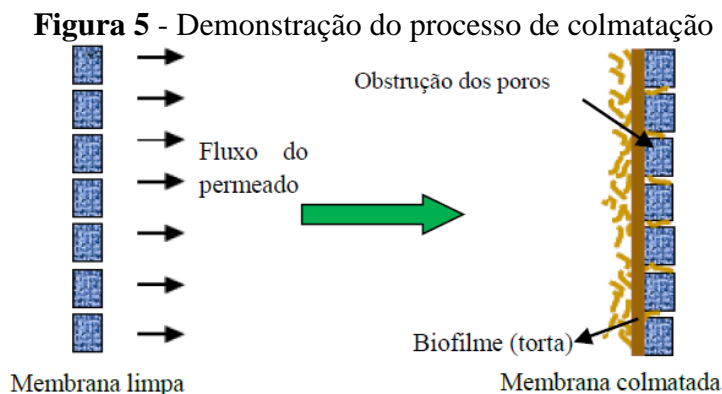 Figura 5 - Demonstração do processo de colmatação
Obstrução dos poros
Fluxo do
permeado
Biofilme (torta)
Membrana limpa
Membrana colmatada